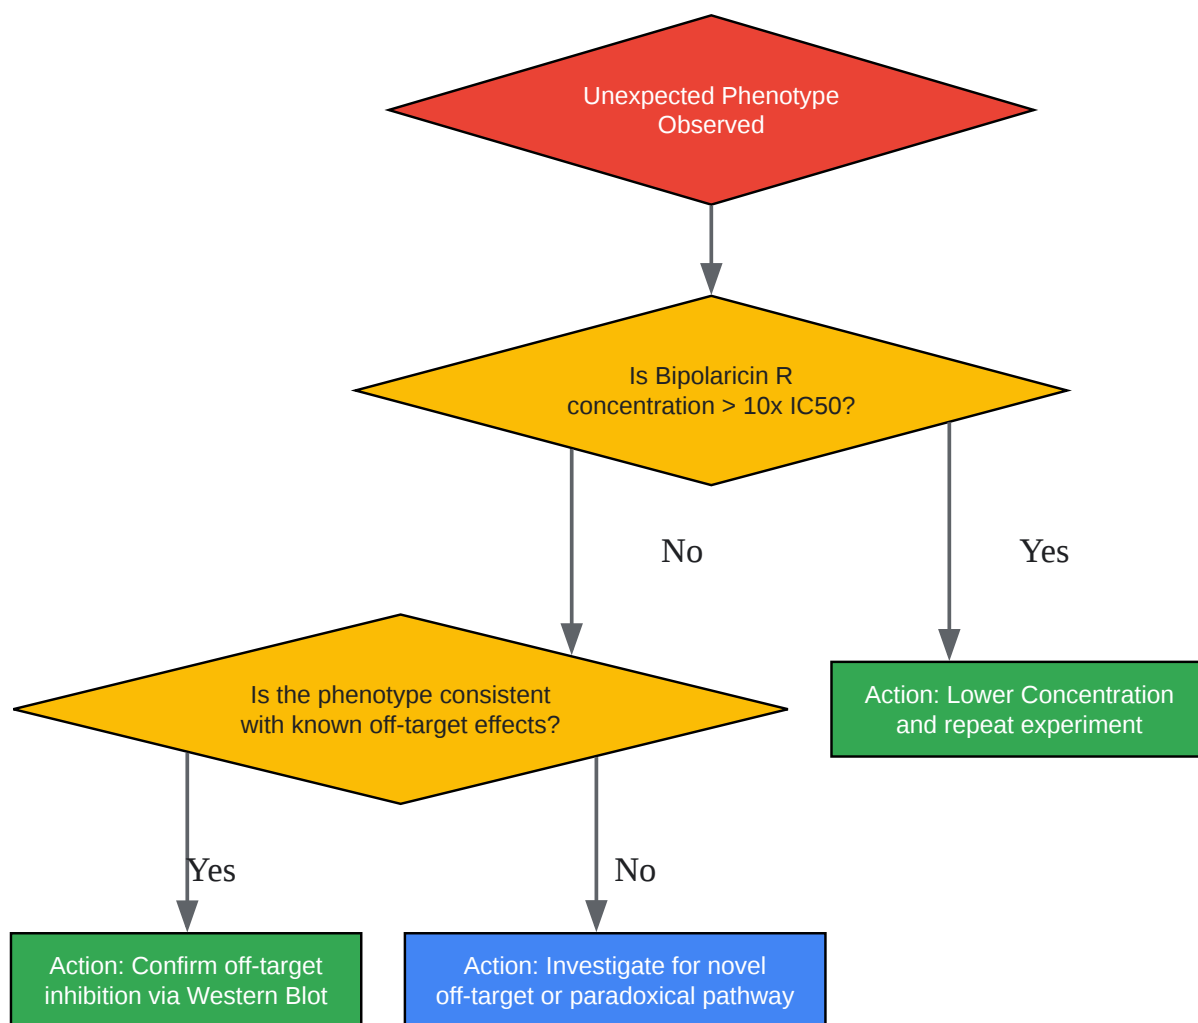 Unexpected Phenotype
Observed
Is Bipolaricin R
concentration > 10x IC50?
No
Yes
Is the phenotype consistent
with known off-target effects?
Action: Lower Concentration
and repeat experiment
Yes
No
Action: Confirm off-target
inhibition via Western Blot
Action: Investigate for novel
off-target or paradoxical pathway